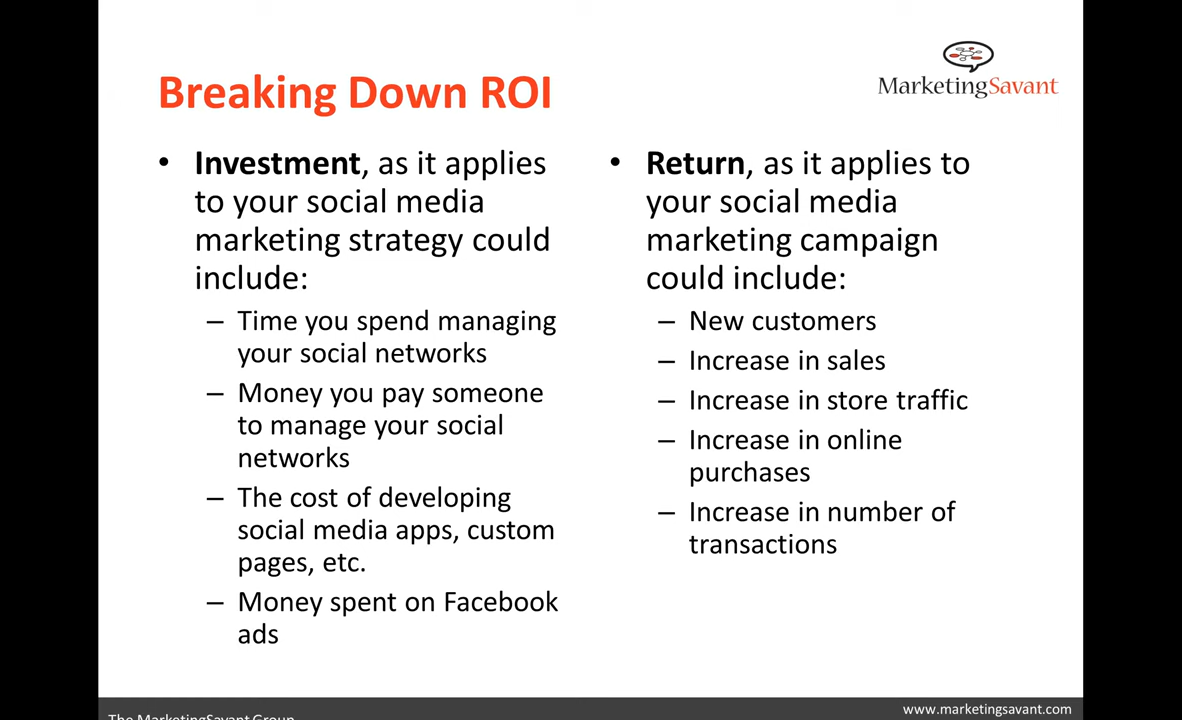 Breaking Down ROI
MarketingSavant
• Investment, as it applies
to your social media
marketing strategy could
include:
– Time you spend managing
your social networks
– Money you pay someone
to manage your social
networks
– The cost of developing
social media apps, custom
pages, etc.
– Money spent on Facebook
ads
• Return, as it applies to
your social media
marketing campaign
could include:
– New customers
– Increase in sales
– Increase in store traffic
– Increase in online
purchases
– Increase in number of
transactions
The MarketingSavant Group
www.marketingsavant.com